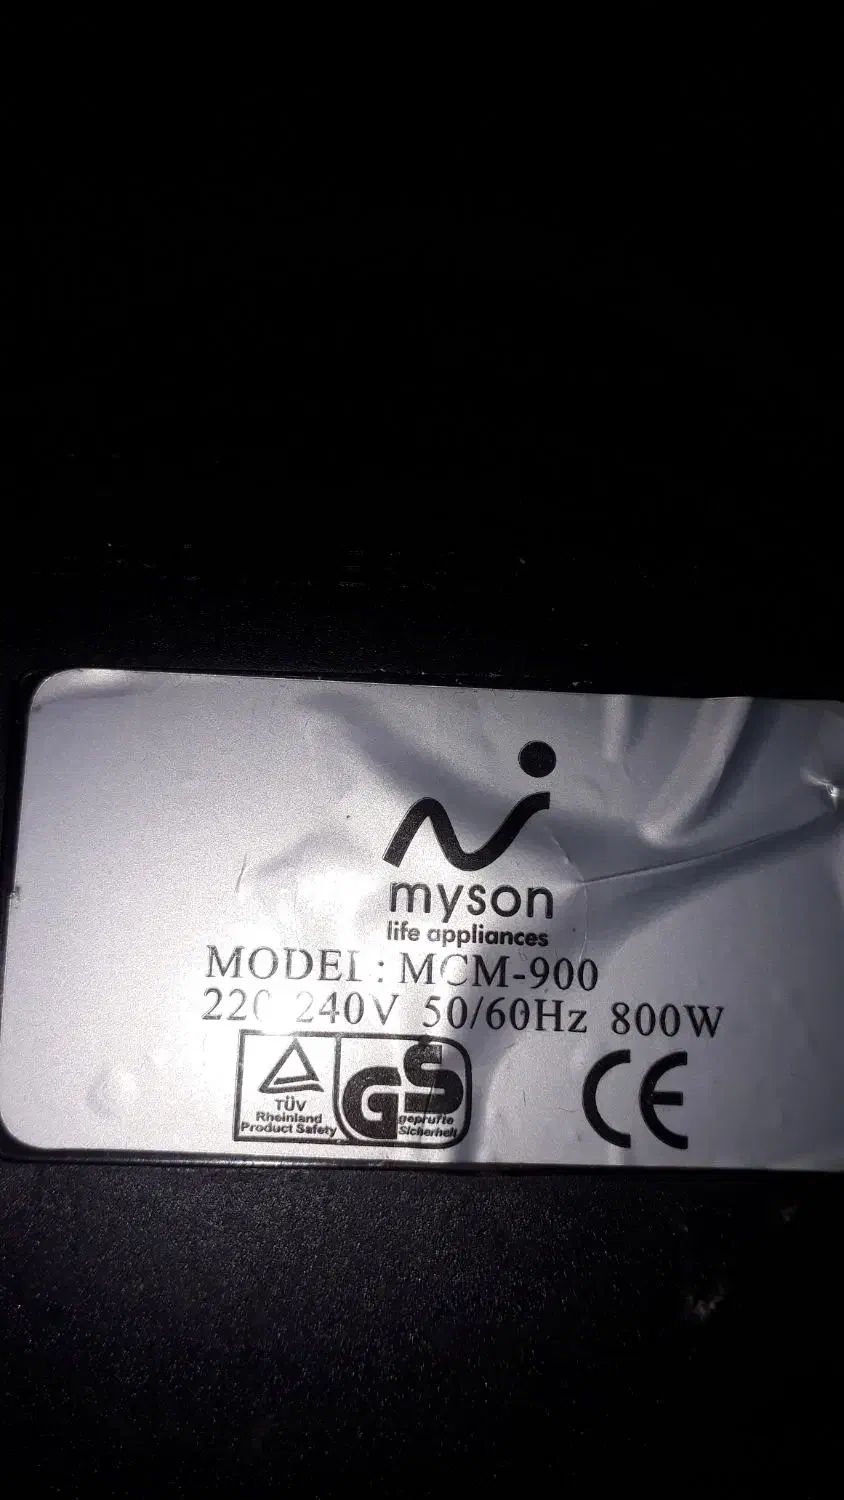 myson
life appliances
MODEL : MCM-900
220 240V 50/60Hz 800W
TÜV
Rheinland
Product Safety
GS
geprüfte
Sicherheit
CE